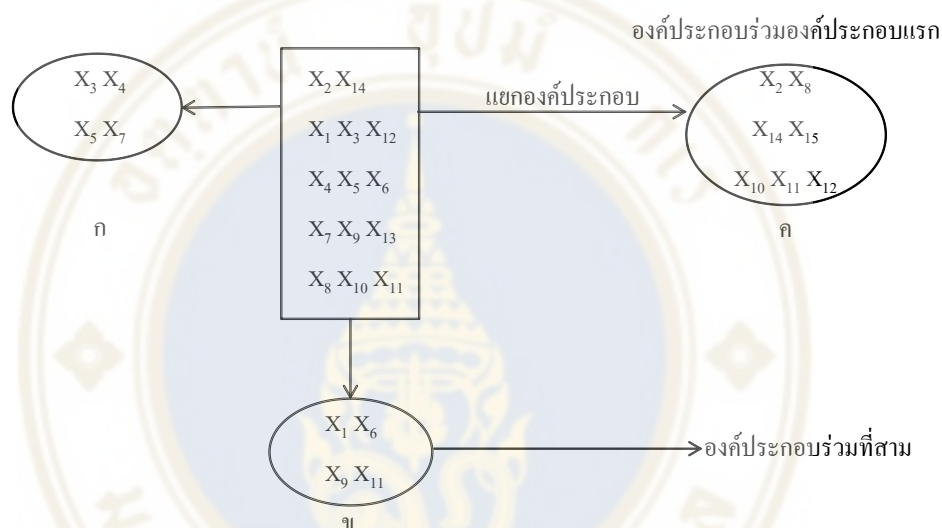 องค์ประกอบร่วมองค์ประกอบแรก
X₃ X₄
X₅ X₇
ก
X₂ X₁₄
X₁ X₃ X₁₂
X₄ X₅ X₆
X₇ X₉ X₁₃
X₈ X₁₀ X₁₁
แยกองค์ประกอบ
X₂ X₈
X₁₄ X₁₅
X₁₀ X₁₁ X₁₂
ค
X₁ X₆
X₉ X₁₁
ข
องค์ประกอบร่วมที่สาม